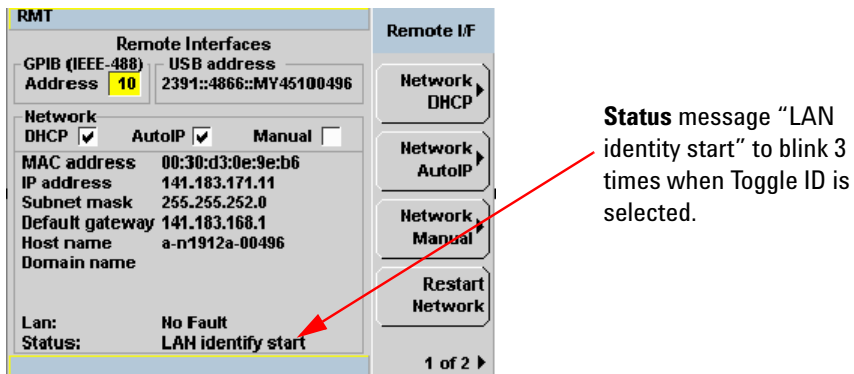 RMT
Remote Interfaces
GPIB (IEEE-488)
Address 10
USB address
2391::4866::MY45100496
Network
DHCP AutoIP Manual
MAC address 00:30:d3:0e:9e:b6
IP address 141.183.171.11
Subnet mask 255.255.252.0
Default gateway 141.183.168.1
Host name a-n1912a-00496
Domain name
Lan: No Fault
Status: LAN identify start
Remote I/F
Network
DHCP
Network
AutoIP
Network
Manual
Restart
Network
1 of 2
Status message “LAN
identity start” to blink 3
times when Toggle ID is
selected.